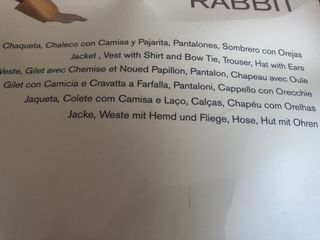 RABBIT
Chaqueta, Chaleco con Camisa y Pajarita, Pantalones, Sombrero con Orejas
Jacket , Vest with Shirt and Bow Tie, Trouser, Hat with Ears
Veste, Gilet avec Chemise et Noued Papillon, Pantalon, Chapeau avec Ouie
Gilet con Camicia e Cravatta a Farfalla, Pantaloni, Cappello con Orecchie
Jaqueta, Colete com Camisa e Laço, Calças, Chapéu com Orelhas
Jacke, Weste mit Hemd und Fliege, Hose, Hut mit Ohren